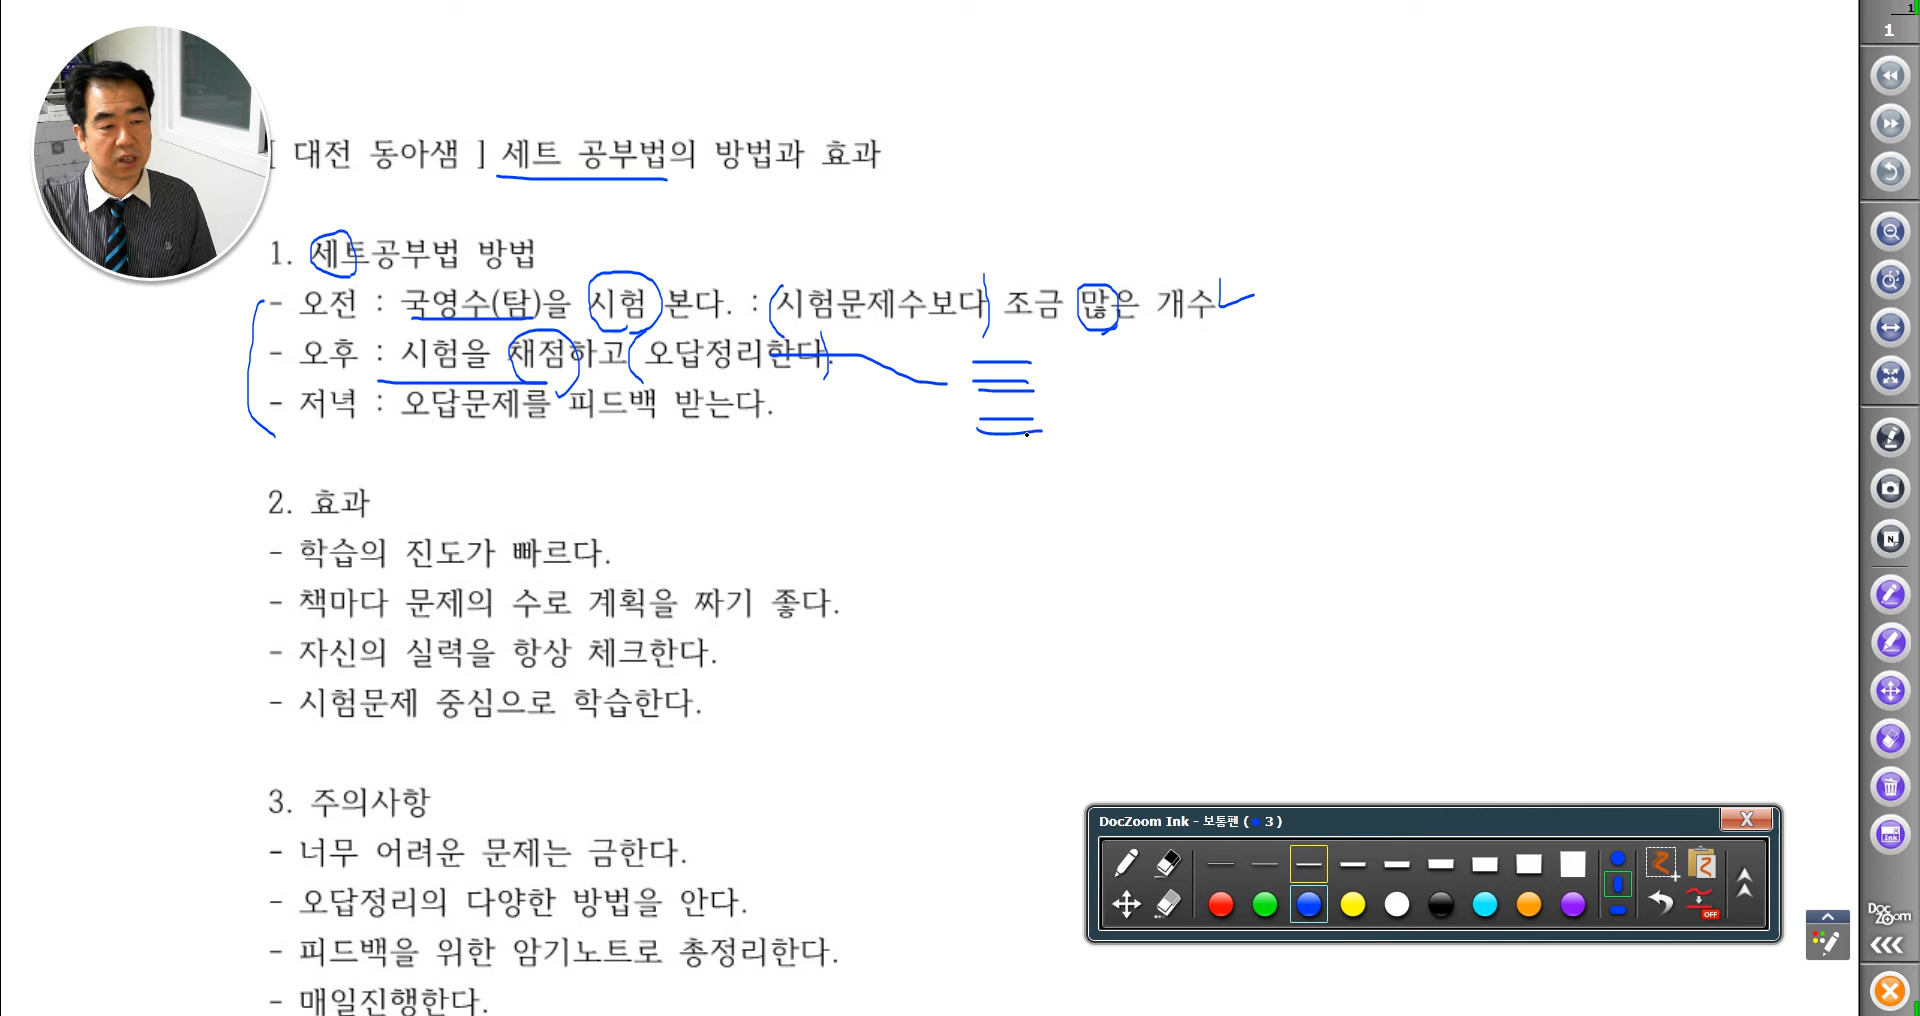 [ 대전 동아샘 ] 세트 공부법의 방법과 효과
1. 세트공부법 방법
- 오전 : 국영수(탐)을 시험 본다. : 시험문제수보다 조금 많은 개수
- 오후 : 시험을 채점하고 오답정리한다.
- 저녁 : 오답문제를 피드백 받는다.
2. 효과
- 학습의 진도가 빠르다.
- 책마다 문제의 수로 계획을 짜기 좋다.
- 자신의 실력을 항상 체크한다.
- 시험문제 중심으로 학습한다.
3. 주의사항
- 너무 어려운 문제는 금한다.
- 오답정리의 다양한 방법을 안다.
- 피드백을 위한 암기노트로 총정리한다.
- 매일진행한다.
DocZoom Ink - 보통펜 ( 3 )
X
OFF
1
1
N
Ink
Doc
Zoom